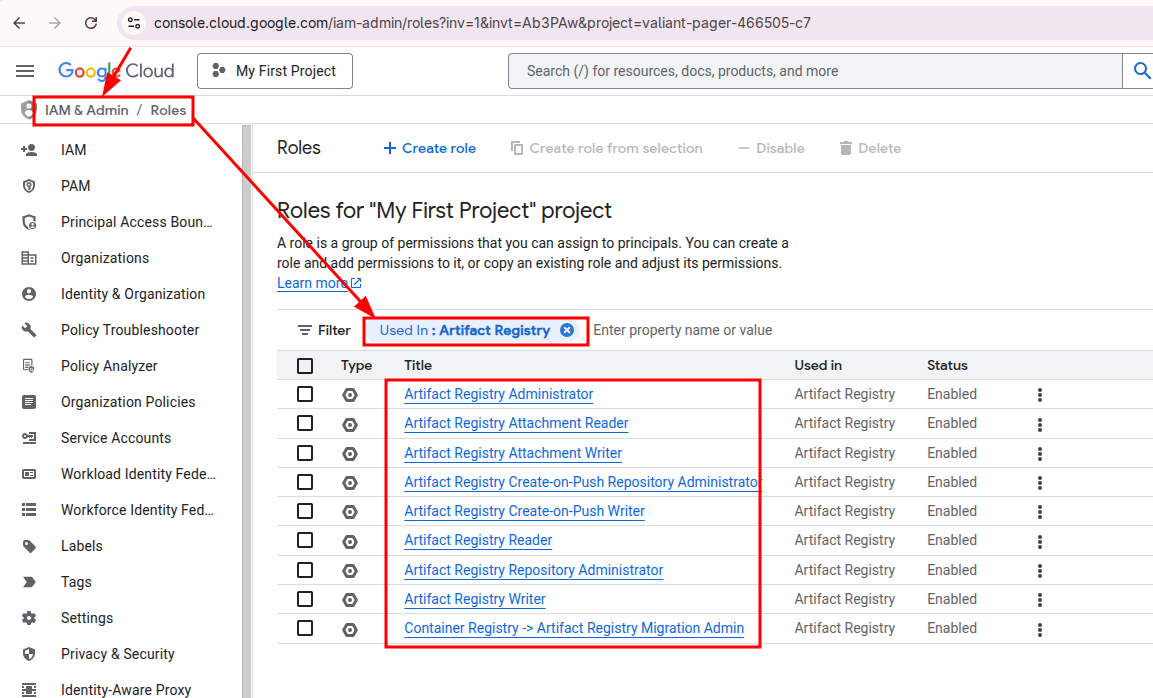 console.cloud.google.com/iam-admin/roles?inv=1&invt=Ab3PAw&project=valiant-pager-466505-c7
Google Cloud
My First Project
Search (/) for resources, docs, products, and more
IAM & Admin / Roles
IAM
PAM
Principal Access Boun...
Organizations
Identity & Organization
Policy Troubleshooter
Policy Analyzer
Organization Policies
Service Accounts
Workload Identity Fede...
Workforce Identity Fed...
Labels
Tags
Settings
Privacy & Security
Identity-Aware Proxy
Roles
Create role
Create role from selection
Disable
Delete
Roles for "My First Project" project
A role is a group of permissions that you can assign to principals. You can create a
role and add permissions to it, or copy an existing role and adjust its permissions.
Learn more
Filter Used In : Artifact Registry Enter property name or value
Type Title Used in Status
Artifact Registry Administrator Artifact Registry Enabled
Artifact Registry Attachment Reader Artifact Registry Enabled
Artifact Registry Attachment Writer Artifact Registry Enabled
Artifact Registry Create-on-Push Repository Administrator Artifact Registry Enabled
Artifact Registry Create-on-Push Writer Artifact Registry Enabled
Artifact Registry Reader Artifact Registry Enabled
Artifact Registry Repository Administrator Artifact Registry Enabled
Artifact Registry Writer Artifact Registry Enabled
Container Registry -> Artifact Registry Migration Admin Artifact Registry Enabled